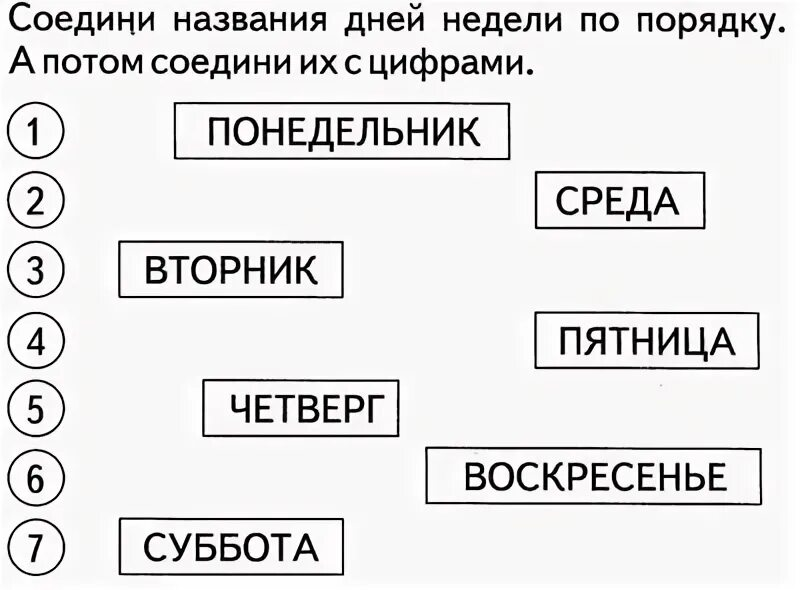 Соедини названия дней недели по порядку.
А потом соедини их с цифрами.
1 ПОНЕДЕЛЬНИК
2 СРЕДА
3 ВТОРНИК
4 ПЯТНИЦА
5 ЧЕТВЕРГ
6 ВОСКРЕСЕНЬЕ
7 СУББОТА